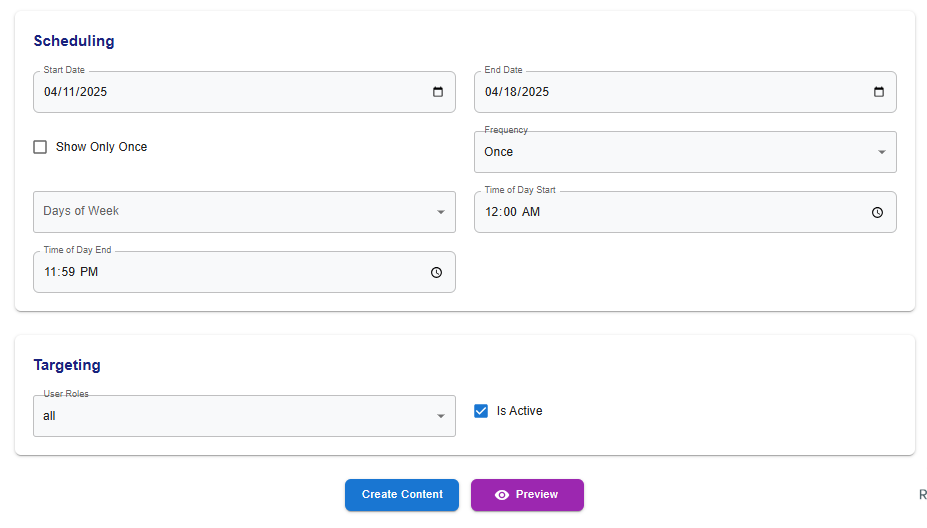 Scheduling
Start Date
04/11/2025
End Date
04/18/2025
Show Only Once
Frequency
Once
Days of Week
Time of Day Start
12:00 AM
Time of Day End
11:59 PM
Targeting
User Roles
all
Is Active
Create Content
Preview
R